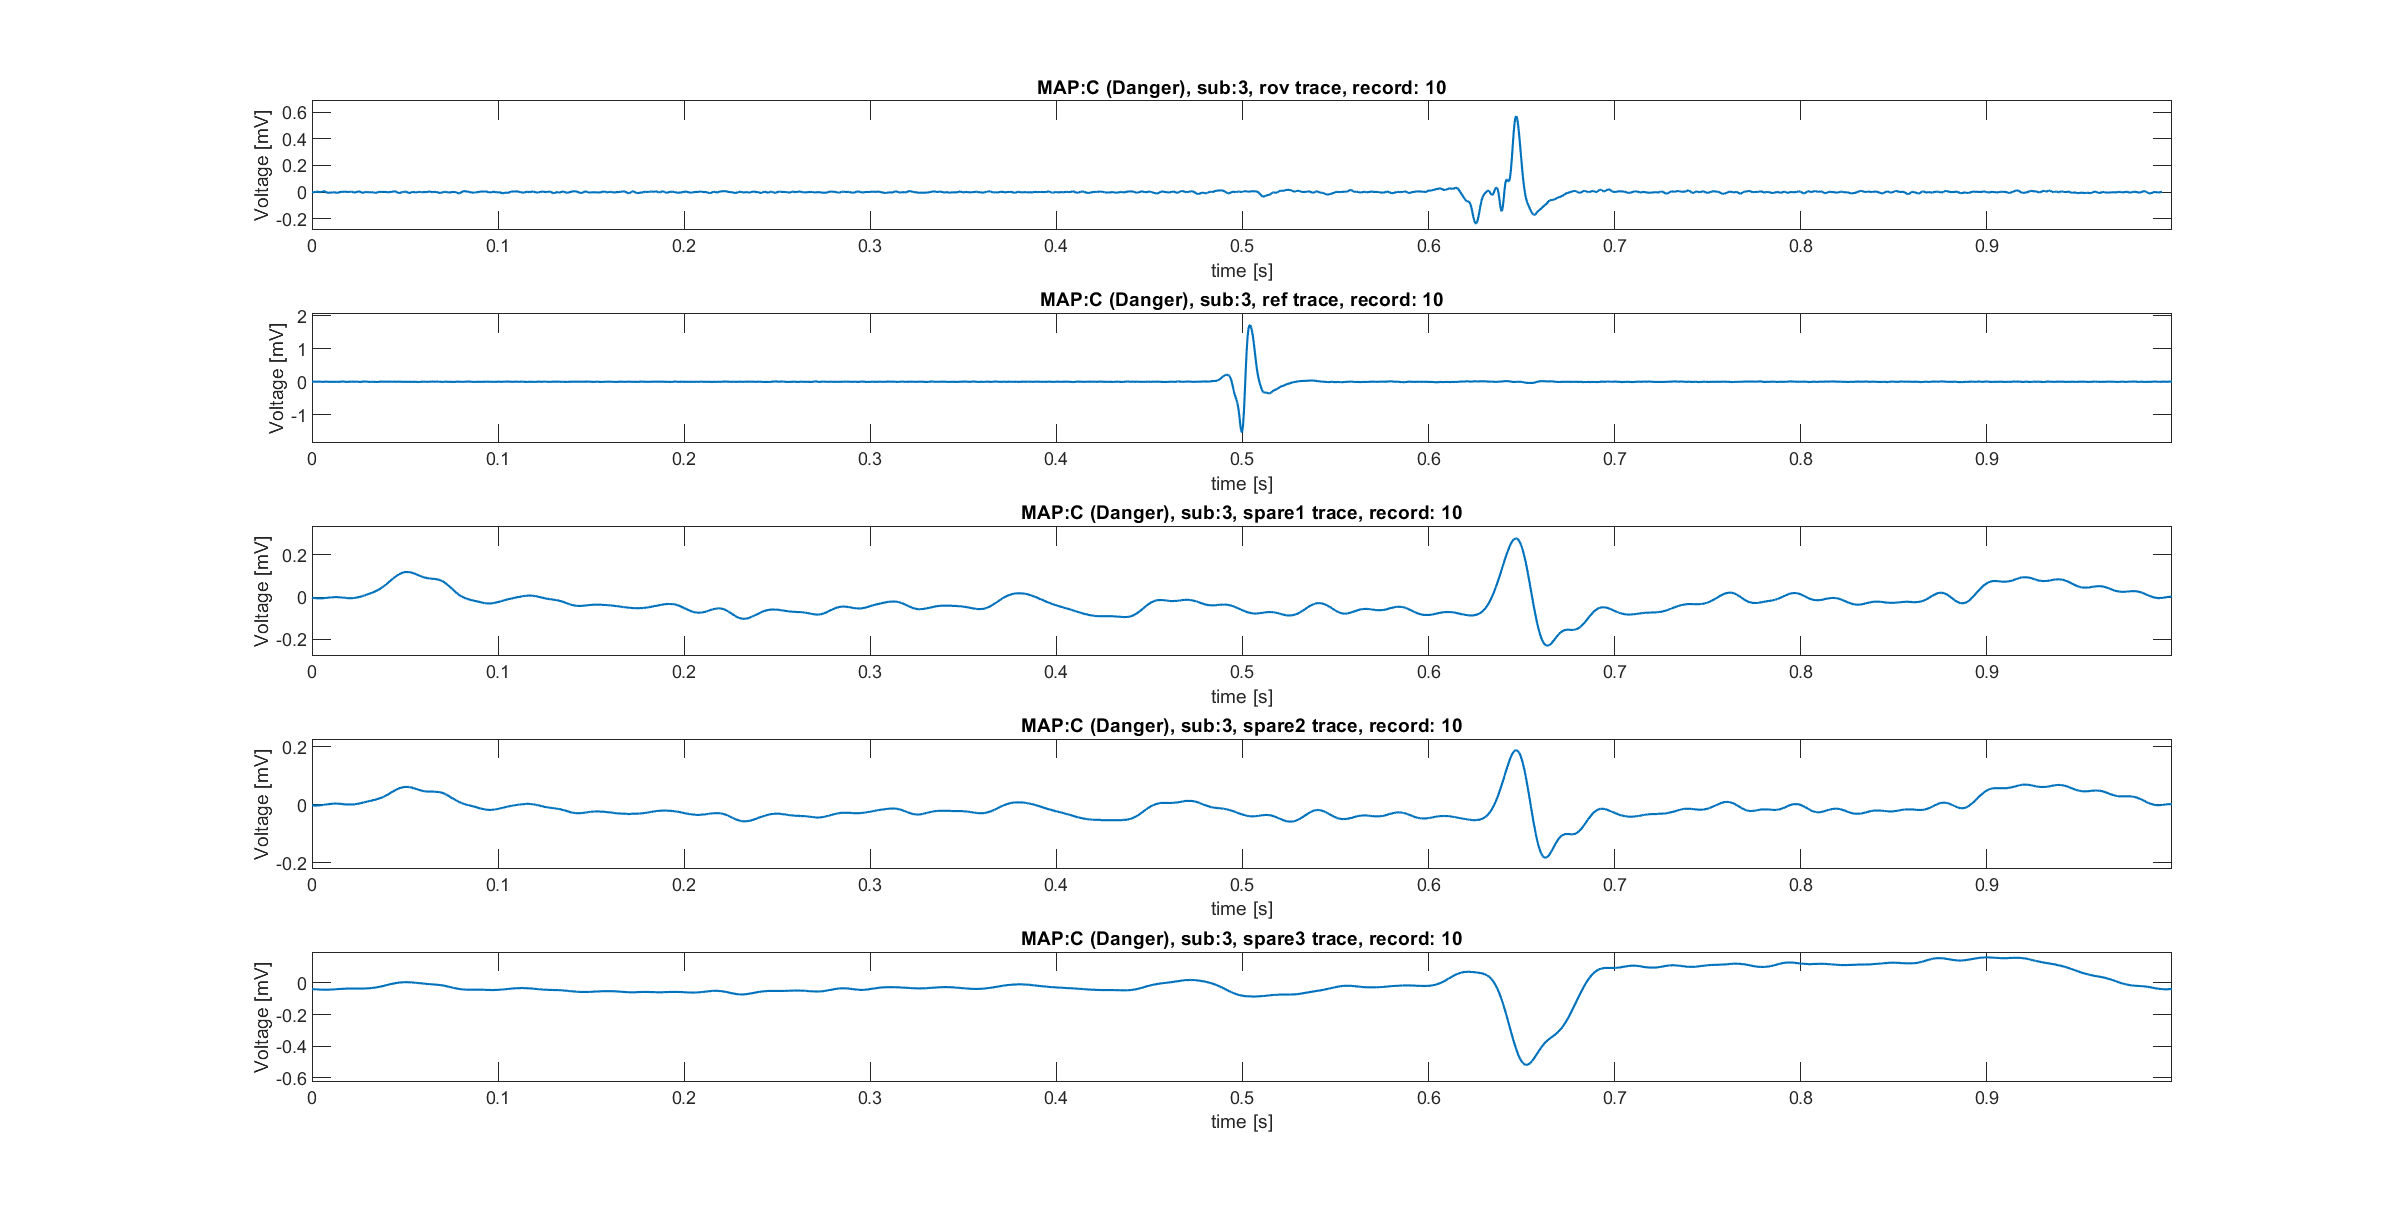 MAP:C (Danger), sub:3, rov trace, record: 10
Voltage [mV]
0.6
0.4
0.2
0
-0.2
0 0.1 0.2 0.3 0.4 0.5 0.6 0.7 0.8 0.9
time [s]
MAP:C (Danger), sub:3, ref trace, record: 10
Voltage [mV]
2
1
0
-1
0 0.1 0.2 0.3 0.4 0.5 0.6 0.7 0.8 0.9
time [s]
MAP:C (Danger), sub:3, spare1 trace, record: 10
Voltage [mV]
0.2
0
-0.2
0 0.1 0.2 0.3 0.4 0.5 0.6 0.7 0.8 0.9
time [s]
MAP:C (Danger), sub:3, spare2 trace, record: 10
Voltage [mV]
0.2
0
-0.2
0 0.1 0.2 0.3 0.4 0.5 0.6 0.7 0.8 0.9
time [s]
MAP:C (Danger), sub:3, spare3 trace, record: 10
Voltage [mV]
0
-0.2
-0.4
-0.6
0 0.1 0.2 0.3 0.4 0.5 0.6 0.7 0.8 0.9
time [s]